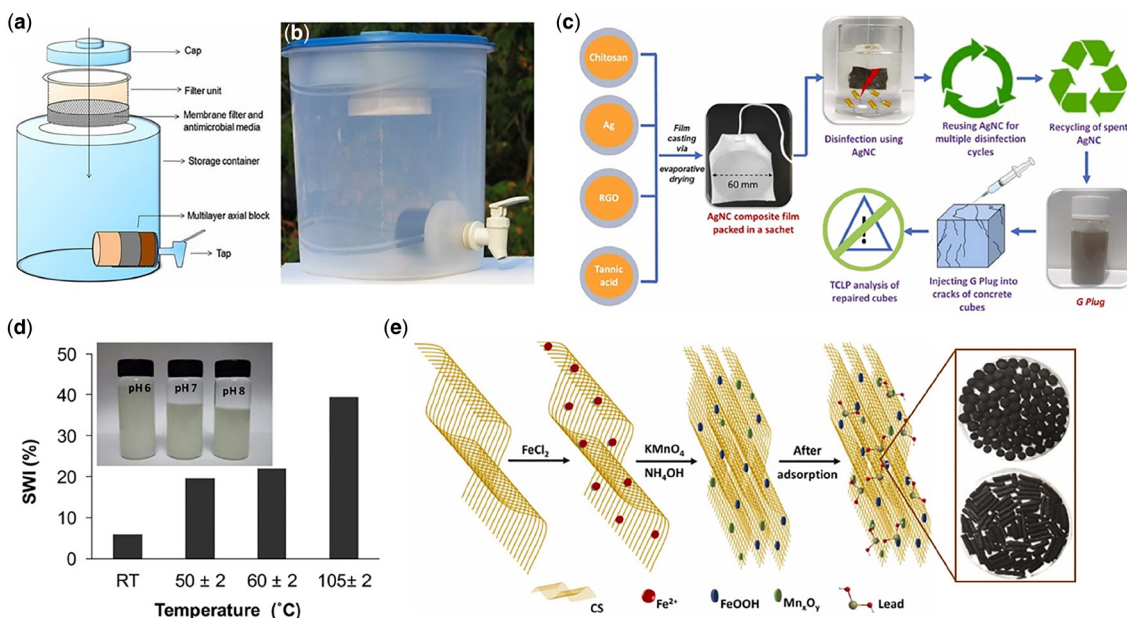 (a)
Cap
Filter unit
Membrane filter and
antimicrobial media
Storage container
Multilayer axial block
Tap
(b)
(c)
Chitosan
Ag
RGO
Tannic
acid
Film
casting
via
evaporative
drying
60 mm
AgNC composite film
packed in a sachet
Disinfection using
AgNC
Reusing AgNC for
multiple disinfection
cycles
Recycling of spent
AgNC
TCLP analysis of
repaired cubes
Injecting G Plug into
cracks of concrete
cubes
G Plug
(d)
SWI (%)
50
40
30
20
10
0
pH 6
pH 7
pH 8
RT
50 ± 2
60 ± 2
105± 2
Temperature (˚C)
(e)
FeCl2
KMnO4
NH4OH
After
adsorption
CS
Fe2+
FeOOH
MnxOy
Lead